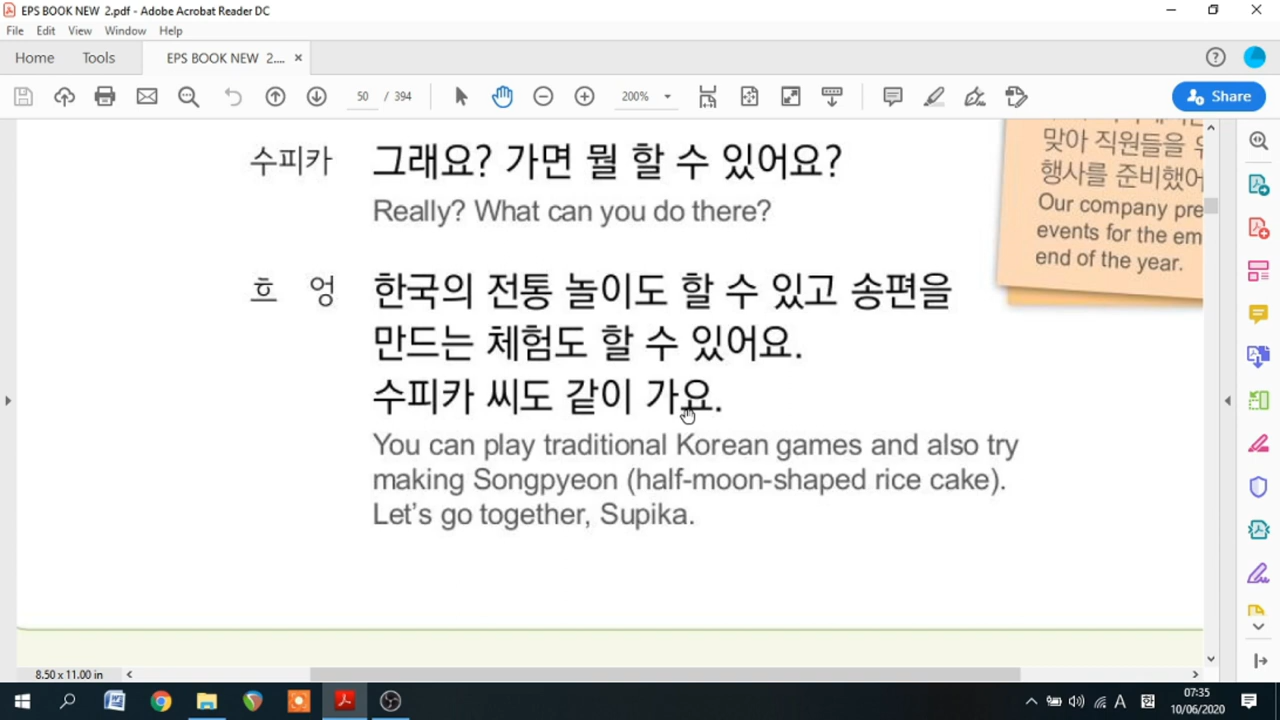 EPS BOOK NEW  2.pdf - Adobe Acrobat Reader DC
File Edit View Window Help
Home Tools EPS BOOK NEW  2.... ×
50 / 394 200% Share
수피카 그래요? 가면 뭘 할 수 있어요?
Really? What can you do there?
흐 엉 한국의 전통 놀이도 할 수 있고 송편을
만드는 체험도 할 수 있어요.
수피카 씨도 같이 가요.
You can play traditional Korean games and also try
making Songpyeon (half-moon-shaped rice cake).
Let's go together, Supika.
맞아 직원들을
행사를 준비했어
Our company pre
events for the em
end of the year.
8.50 x 11.00 in
A 한 07:35
10/06/2020